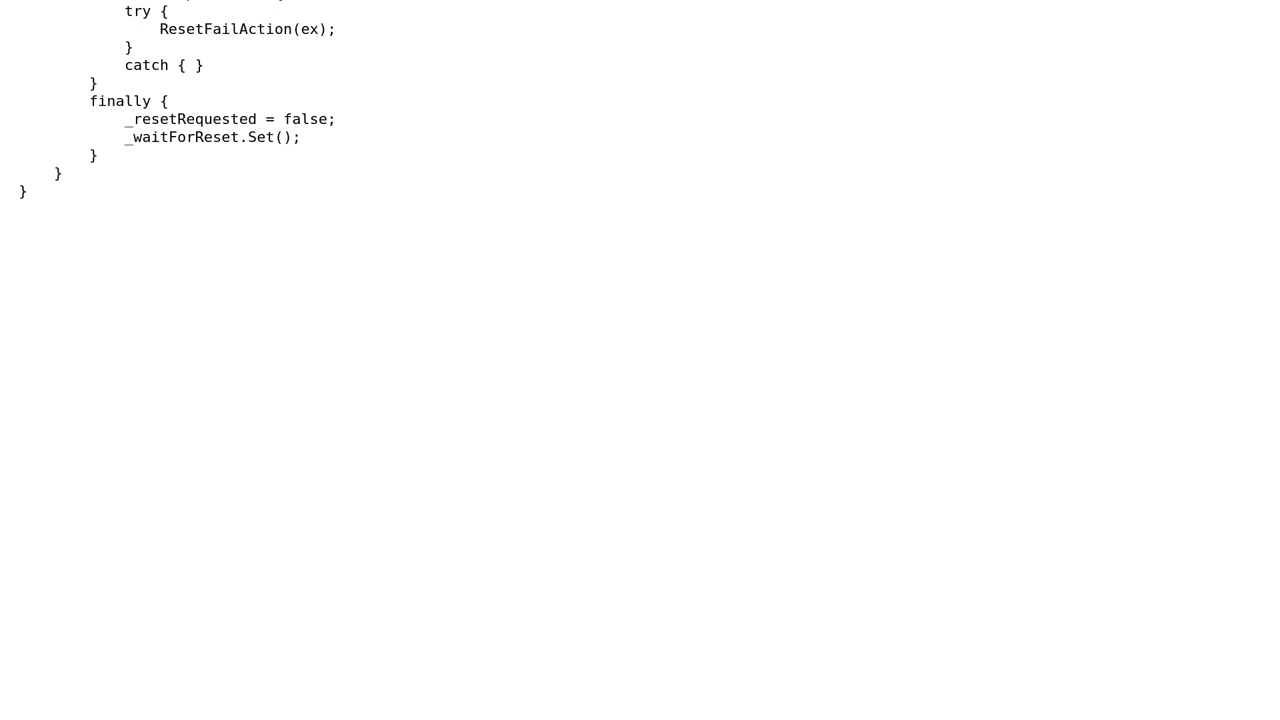 try {
ResetFailAction(ex);
}
catch { }
}
finally {
_resetRequested = false;
_waitForReset.Set();
}
}
}